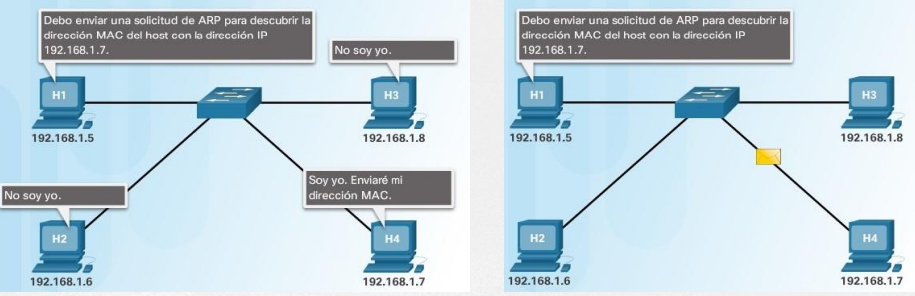 Debo enviar una solicitud de ARP para descubrir la
dirección MAC del host con la dirección IP
192.168.1.7.
No soy yo.
H1
H3
192.168.1.5
192.168.1.8
No soy yo.
Soy yo. Enviaré mi
dirección MAC.
H2
H4
192.168.1.6
192.168.1.7
Debo enviar una solicitud de ARP para descubrir la
dirección MAC del host con la dirección IP
192.168.1.7.
H1
H3
192.168.1.5
192.168.1.8
H2
H4
192.168.1.6
192.168.1.7